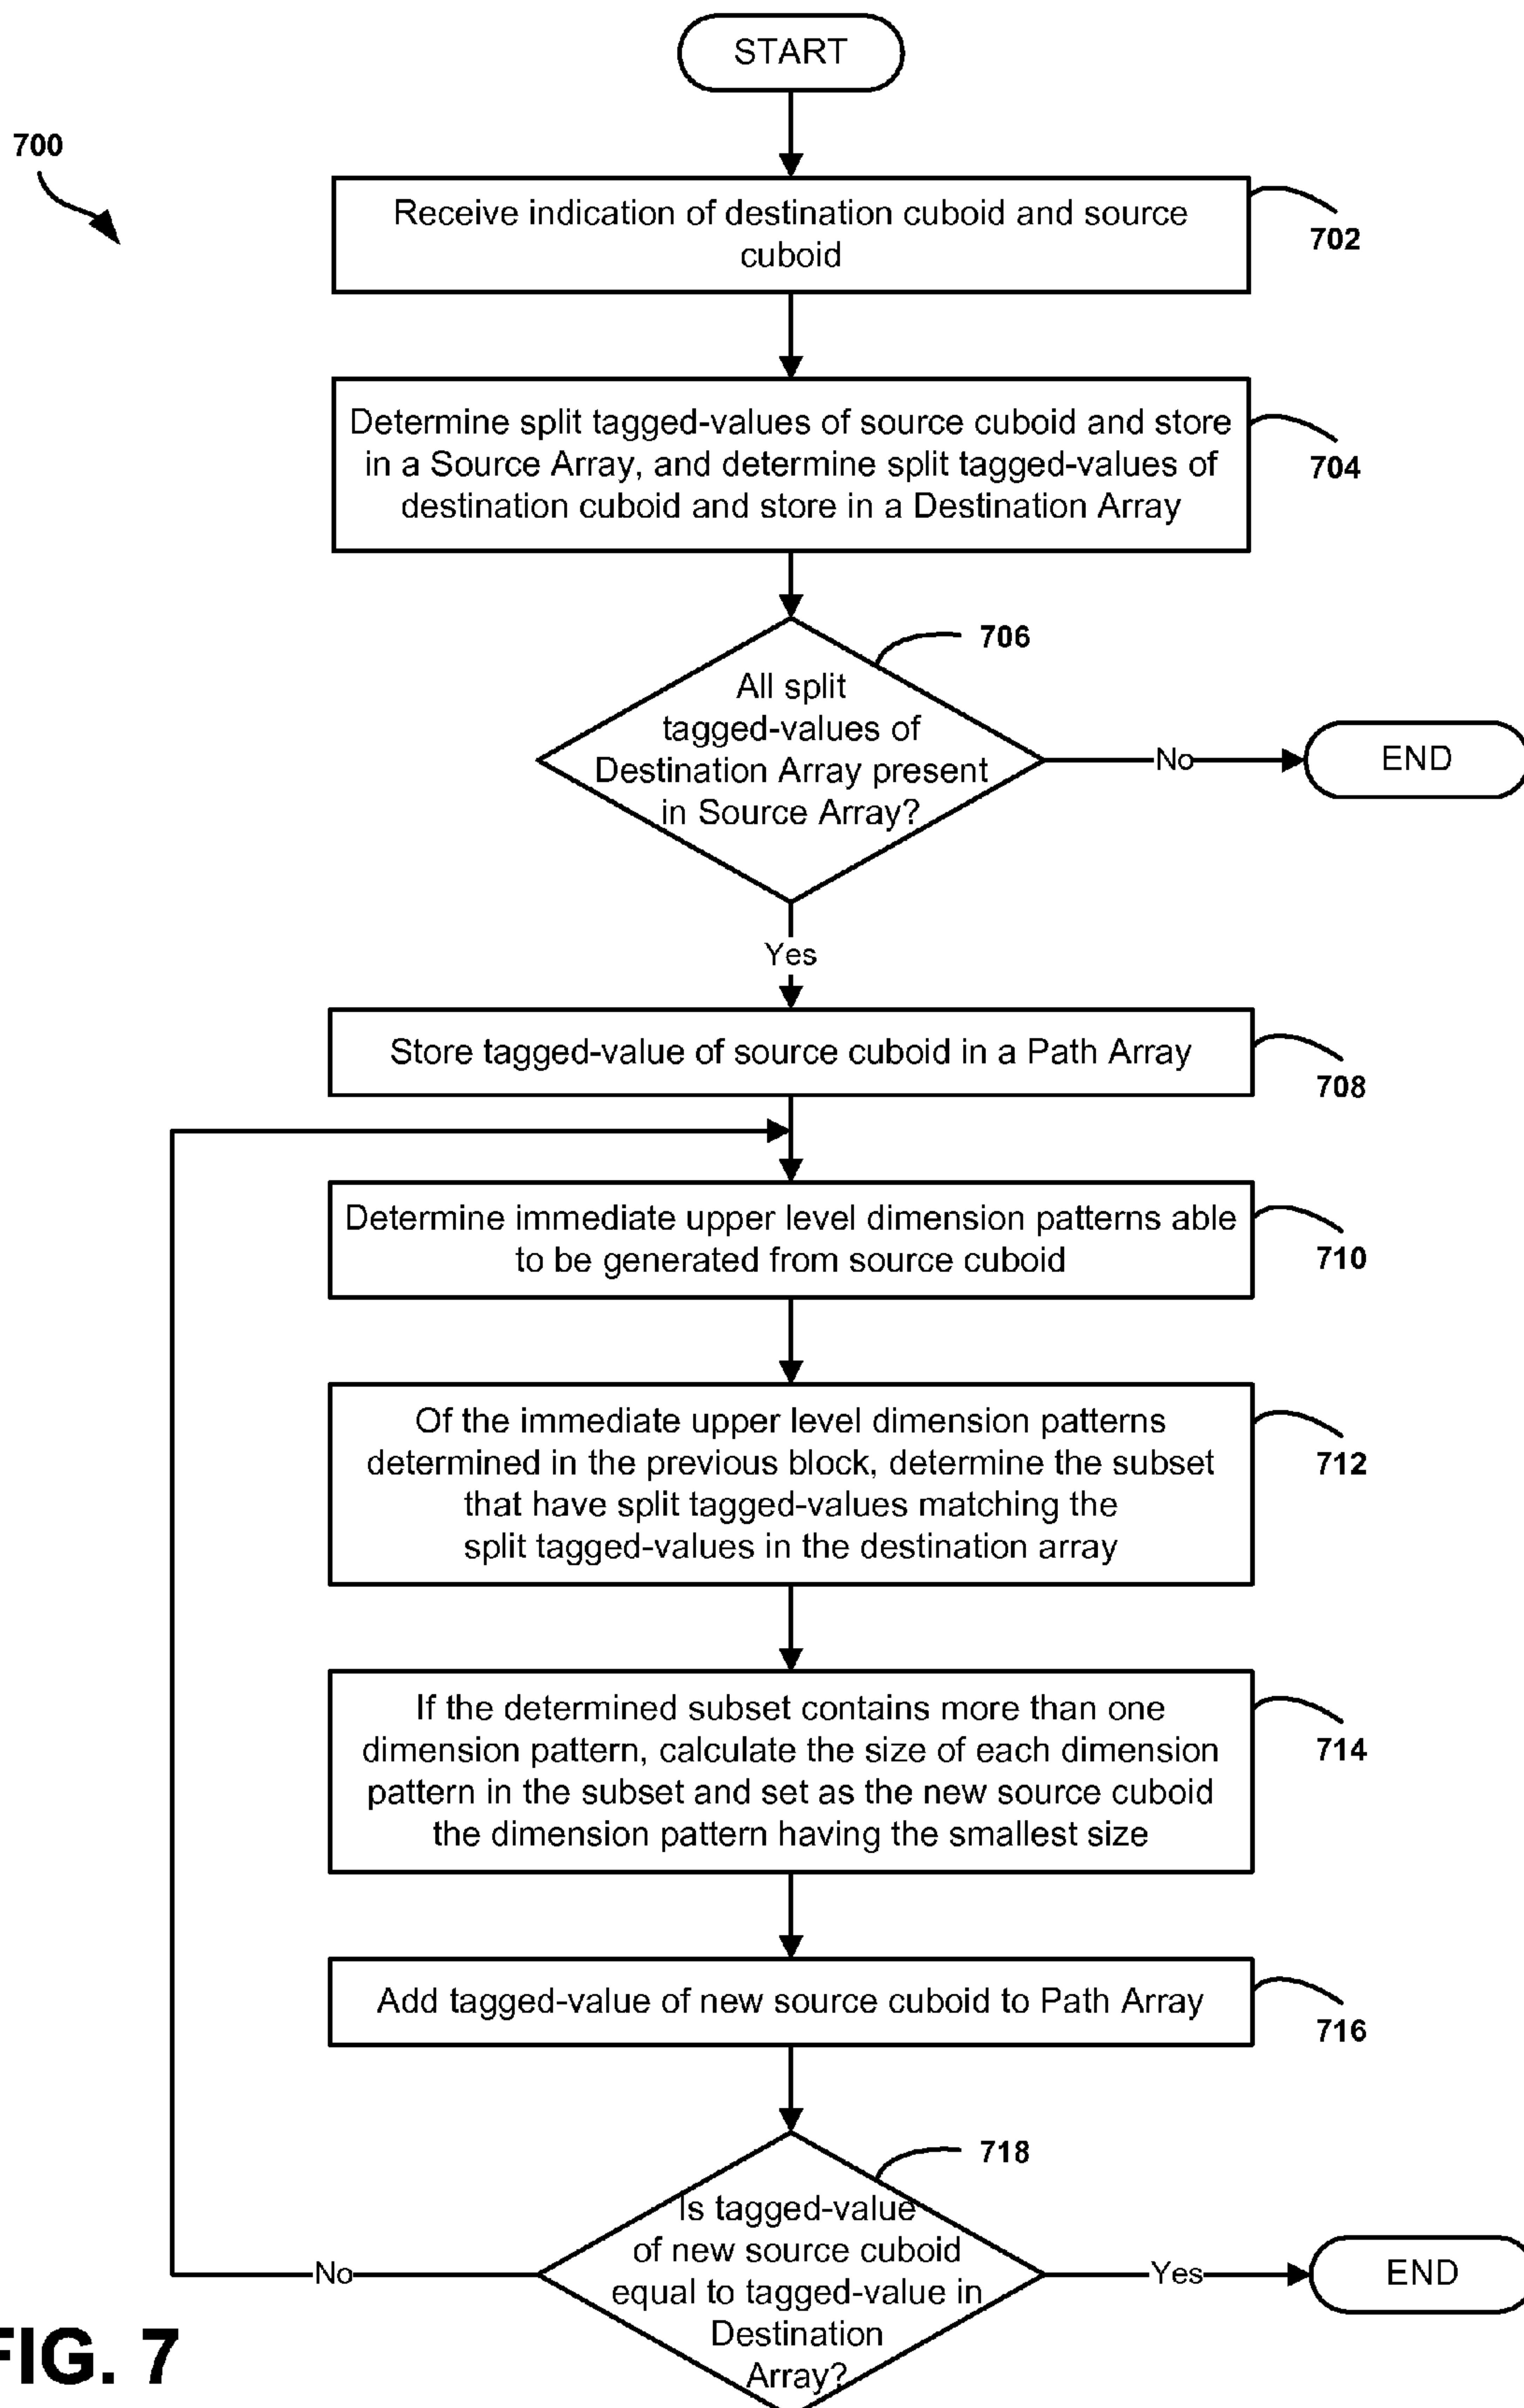 START
700
Receive indication of destination cuboid and source
cuboid
702
Determine split tagged-values of source cuboid and store
in a Source Array, and determine split tagged-values of
destination cuboid and store in a Destination Array
704
706
All split
tagged-values of
Destination Array present
in Source Array?
No
END
Yes
Store tagged-value of source cuboid in a Path Array
708
Determine immediate upper level dimension patterns able
to be generated from source cuboid
710
Of the immediate upper level dimension patterns
determined in the previous block, determine the subset
that have split tagged-values matching the
split tagged-values in the destination array
712
If the determined subset contains more than one
dimension pattern, calculate the size of each dimension
pattern in the subset and set as the new source cuboid
the dimension pattern having the smallest size
714
Add tagged-value of new source cuboid to Path Array
716
718
Is tagged-value
of new source cuboid
equal to tagged-value in
Destination
Array?
No
Yes
END
FIG. 7